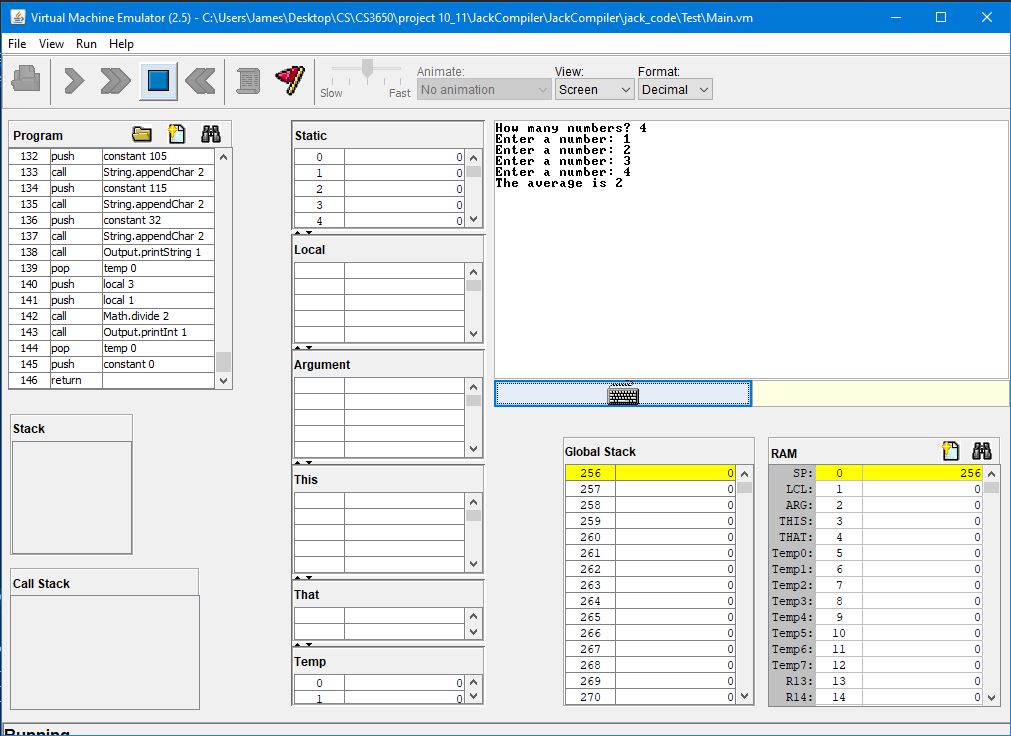 Virtual Machine Emulator (2.5) - C:\Users\James\Desktop\CS\CS3650\project 10_11\JackCompiler\JackCompiler\jack_code\Test\Main.vm
File View Run Help
Slow Fast
Animate:
No animation
View:
Screen
Format:
Decimal
Program
132 push constant 105
133 call String.appendChar 2
134 push constant 115
135 call String.appendChar 2
136 push constant 32
137 call String.appendChar 2
138 call Output.printString 1
139 pop temp 0
140 push local 3
141 push local 1
142 call Math.divide 2
143 call Output.printInt 1
144 pop temp 0
145 push constant 0
146 return
Stack
Call Stack
Static
0 0
1 0
2 0
3 0
4 0
Local
Argument
This
That
Temp
0 0
1 0
How many numbers? 4
Enter a number: 1
Enter a number: 2
Enter a number: 3
Enter a number: 4
The average is 2
Global Stack
256 0
257 0
258 0
259 0
260 0
261 0
262 0
263 0
264 0
265 0
266 0
267 0
268 0
269 0
270 0
RAM
SP: 0 256
LCL: 1 0
ARG: 2 0
THIS: 3 0
THAT: 4 0
Temp0: 5 0
Temp1: 6 0
Temp2: 7 0
Temp3: 8 0
Temp4: 9 0
Temp5: 10 0
Temp6: 11 0
Temp7: 12 0
R13: 13 0
R14: 14 0
Running